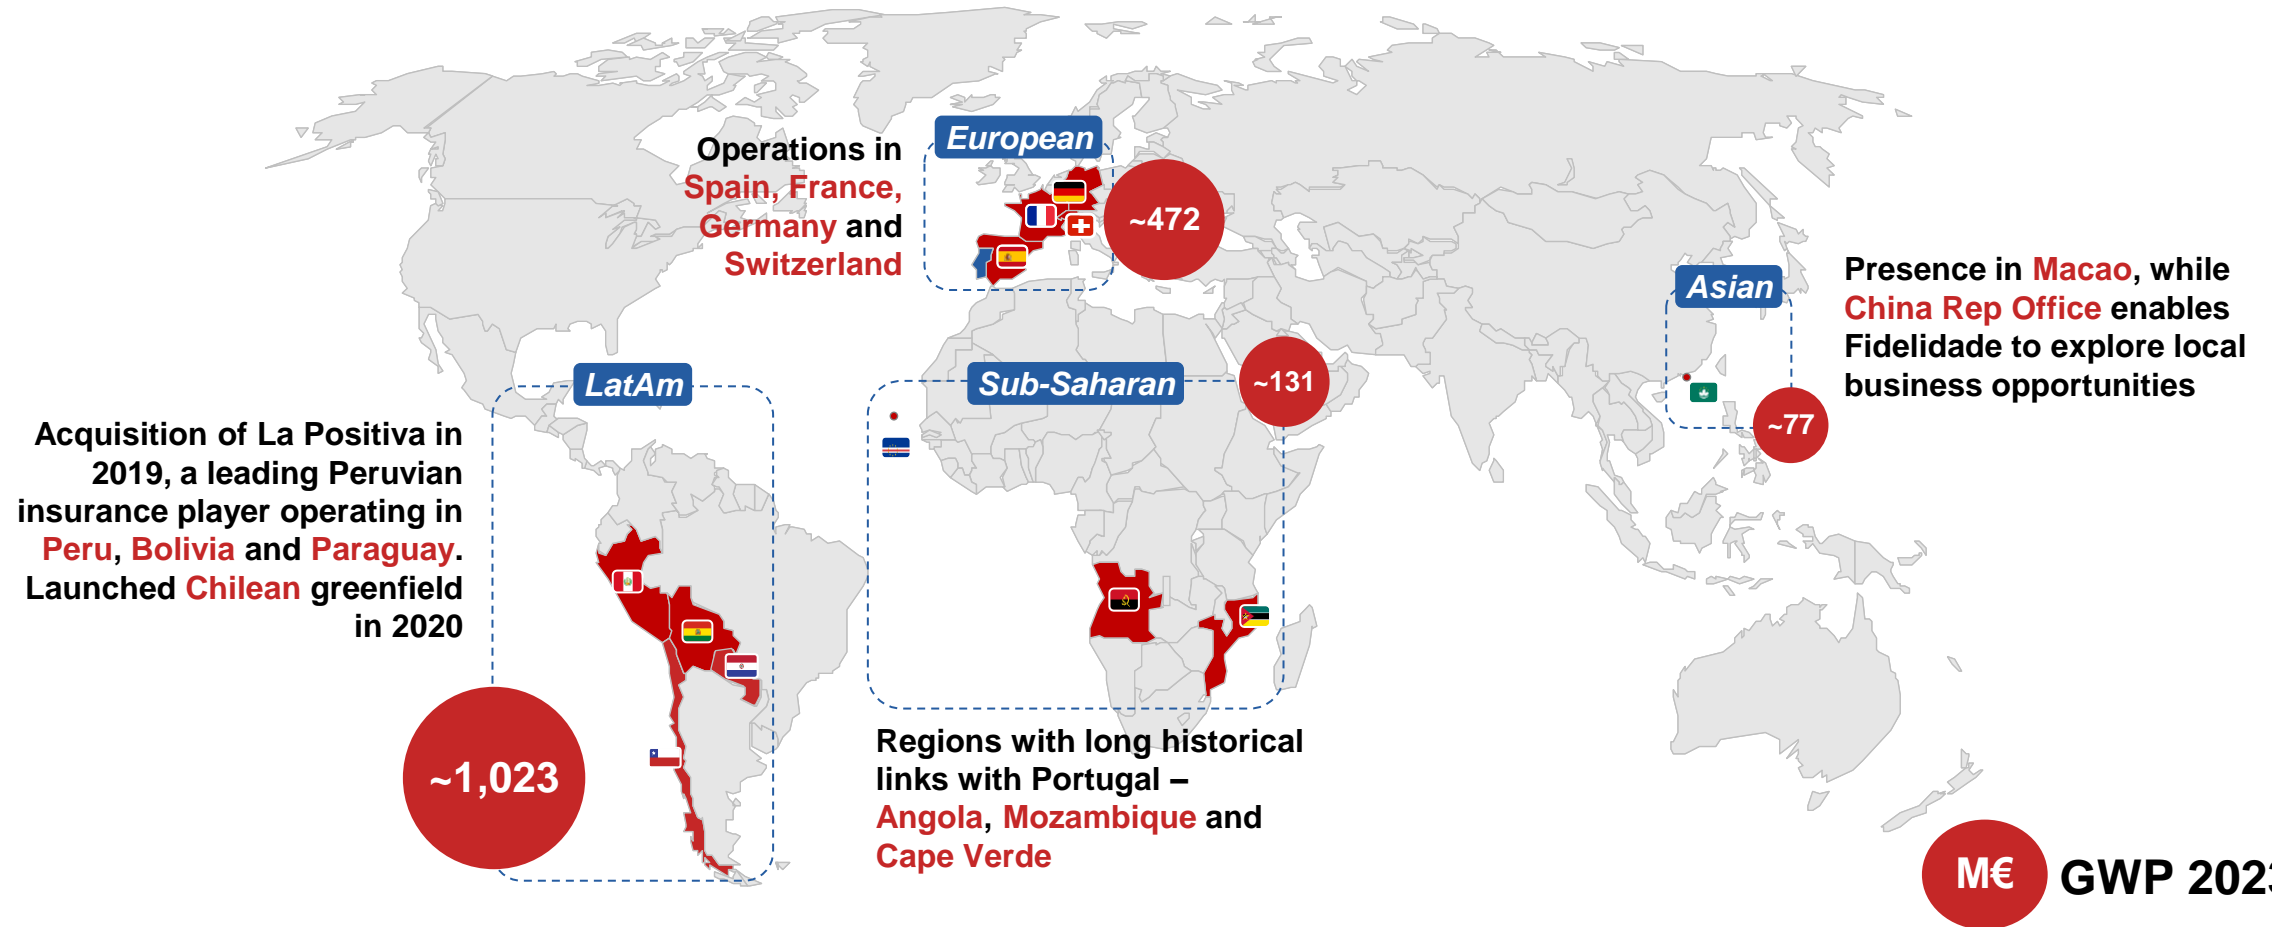 European
Operations in
Spain, France,
Germany and
Switzerland
~472
Asian
Presence in Macao, while
China Rep Office enables
Fidelidade to explore local
business opportunities
~77
LatAm
Acquisition of La Positiva in
2019, a leading Peruvian
insurance player operating in
Peru, Bolivia and Paraguay.
Launched Chilean greenfield
in 2020
~1,023
Sub-Saharan
~131
Regions with long historical
links with Portugal –
Angola, Mozambique and
Cape Verde
M€
GWP 2023